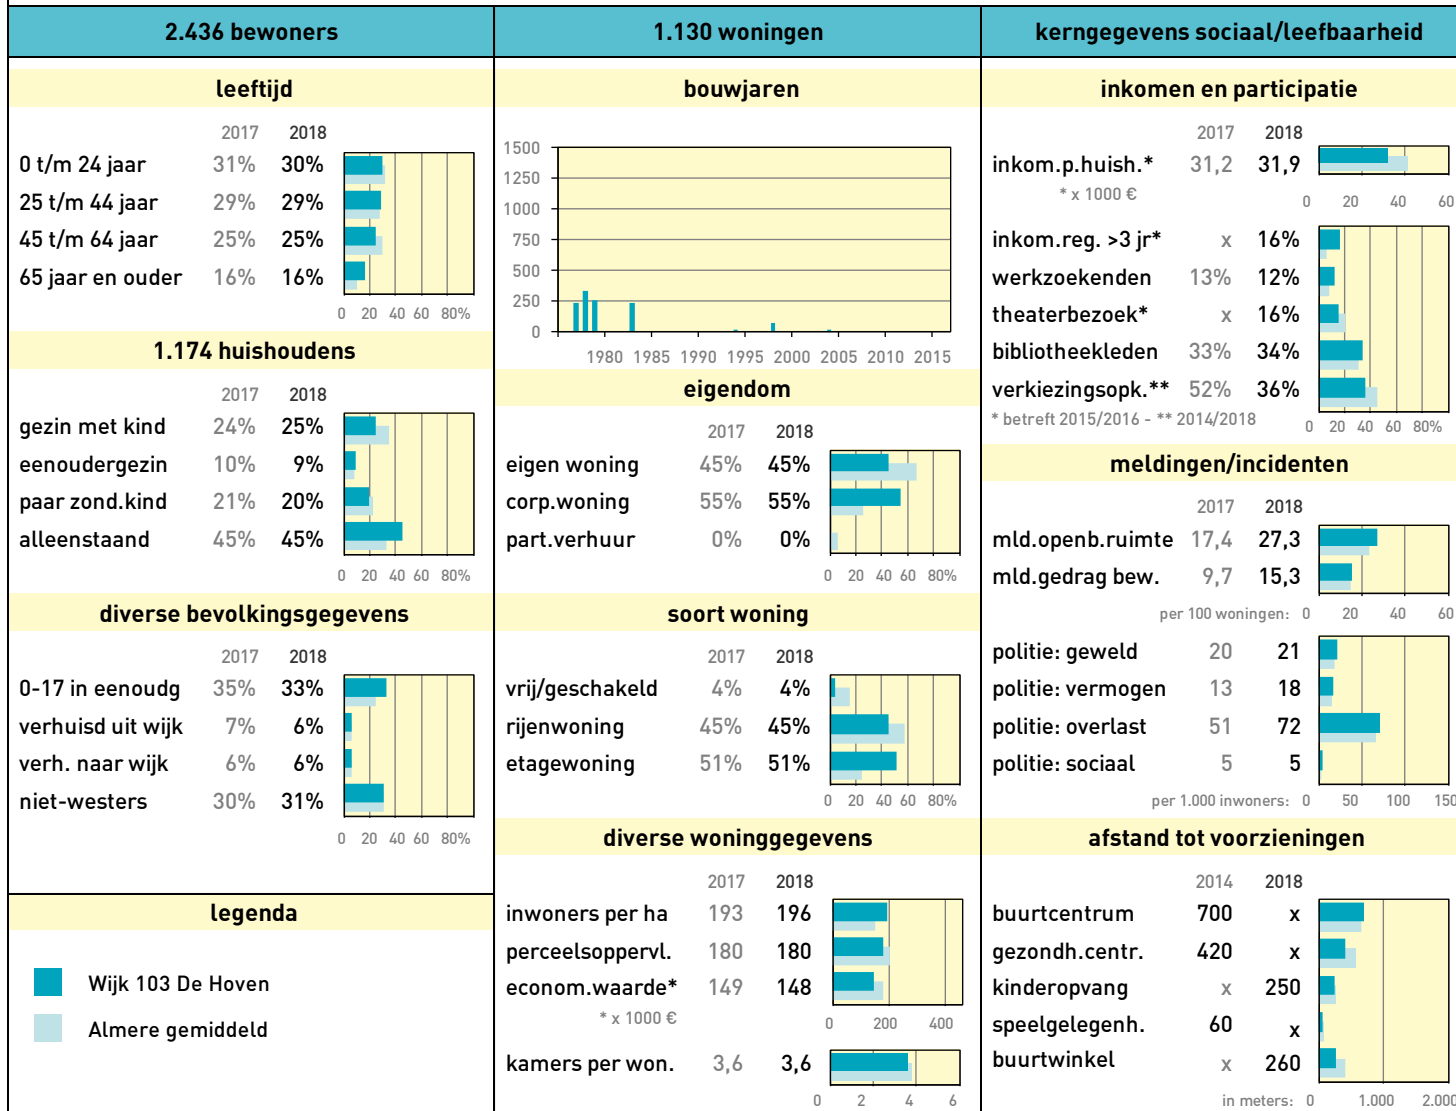 2.436 bewoners
leeftijd
2017 2018
0 t/m 24 jaar 31% 30%
25 t/m 44 jaar 29% 29%
45 t/m 64 jaar 25% 25%
65 jaar en ouder 16% 16%
0 20 40 60 80%
1.174 huishoudens
2017 2018
gezin met kind 24% 25%
eenoudergezin 10% 9%
paar zond.kind 21% 20%
alleenstaand 45% 45%
0 20 40 60 80%
diverse bevolkingsgegevens
2017 2018
0-17 in eenoudg 35% 33%
verhuisd uit wijk 7% 6%
verh. naar wijk 6% 6%
niet-westers 30% 31%
0 20 40 60 80%
legenda
Wijk 103 De Hoven
Almere gemiddeld
1.130 woningen
bouwjaren
1500
1250
1000
750
500
250
0
1980 1985 1990 1995 2000 2005 2010 2015
eigendom
2017 2018
eigen woning 45% 45%
corp.woning 55% 55%
part.verhuur 0% 0%
0 20 40 60 80%
soort woning
2017 2018
vrij/geschakeld 4% 4%
rijenwoning 45% 45%
etagewoning 51% 51%
0 20 40 60 80%
diverse woninggegevens
2017 2018
inwoners per ha 193 196
perceelsoppervl. 180 180
econom.waarde* 149 148
* x 1000 €
0 200 400
kamers per won. 3,6 3,6
0 2 4 6
kerngegevens sociaal/leefbaarheid
inkomen en participatie
2017 2018
inkom.p.huish.* 31,2 31,9
* x 1000 €
0 20 40 60
inkom.reg. >3 jr* x 16%
werkzoekenden 13% 12%
theaterbezoek* x 16%
bibliotheekleden 33% 34%
verkiezingsopk.** 52% 36%
* betreft 2015/2016 - ** 2014/2018
0 20 40 60 80%
meldingen/incidenten
2017 2018
mld.openb.ruimte 17,4 27,3
mld.gedrag bew. 9,7 15,3
per 100 woningen: 0 20 40 60
politie: geweld 20 21
politie: vermogen 13 18
politie: overlast 51 72
politie: sociaal 5 5
per 1.000 inwoners: 0 50 100 150
afstand tot voorzieningen
2014 2018
buurtcentrum 700 x
gezondh.centr. 420 x
kinderopvang x 250
speelgelegenh. 60 x
buurtwinkel x 260
in meters: 0 1.000 2.000